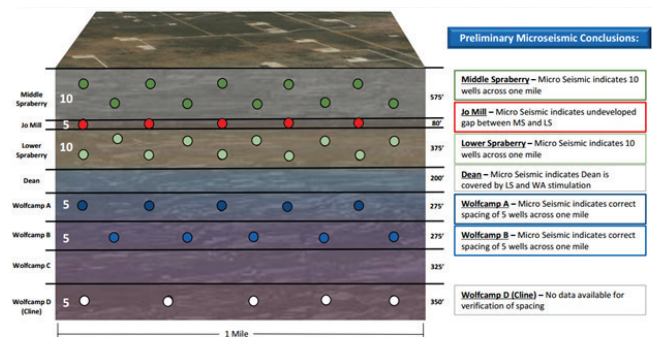 Preliminary Microseismic Conclusions:
Middle
Spraberry
10
575'
Jo Mill
5
80'
Lower
Spraberry
10
375'
Dean
200'
Wolfcamp A
5
275'
Wolfcamp B
5
275'
Wolfcamp C
325'
Wolfcamp D
(Cline)
5
350'
1 Mile
Middle Spraberry – Micro Seismic indicates 10
wells across one mile
Jo Mill – Micro Seismic indicates undeveloped
gap between MS and LS
Lower Spraberry – Micro Seismic indicates 10
wells across one mile
Dean – Micro Seismic indicates Dean is
covered by LS and WA stimulation
Wolfcamp A – Micro Seismic indicates correct
spacing of 5 wells across one mile
Wolfcamp B – Micro Seismic indicates correct
spacing of 5 wells across one mile
Wolfcamp D (Cline) – No data available for
verification of spacing